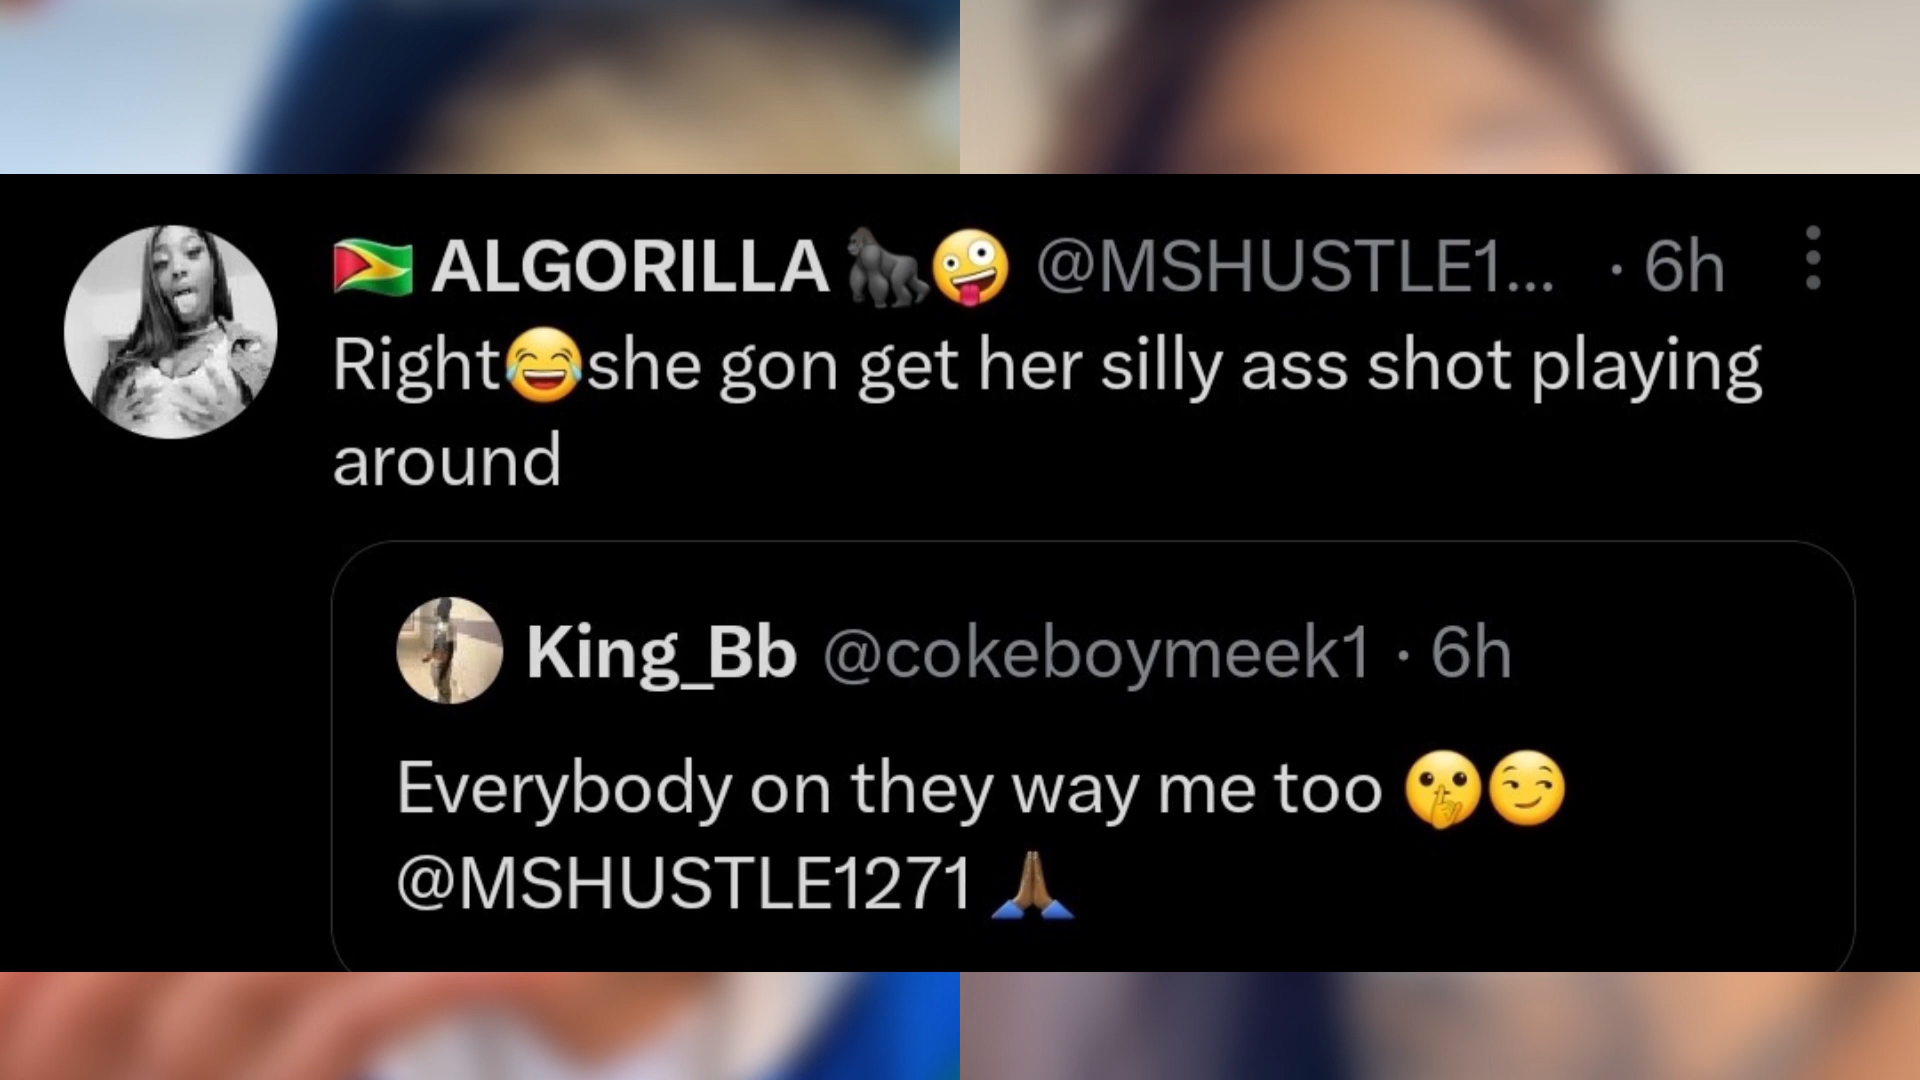 🇬🇾 ALGORILLA🦍🤪 @MSHUSTLE1... · 6h
Right😂she gon get her silly ass shot playing
around
King_Bb @cokeboymeek1 · 6h
Everybody on they way me too 🤫😏
@MSHUSTLE1271 🙏🏾